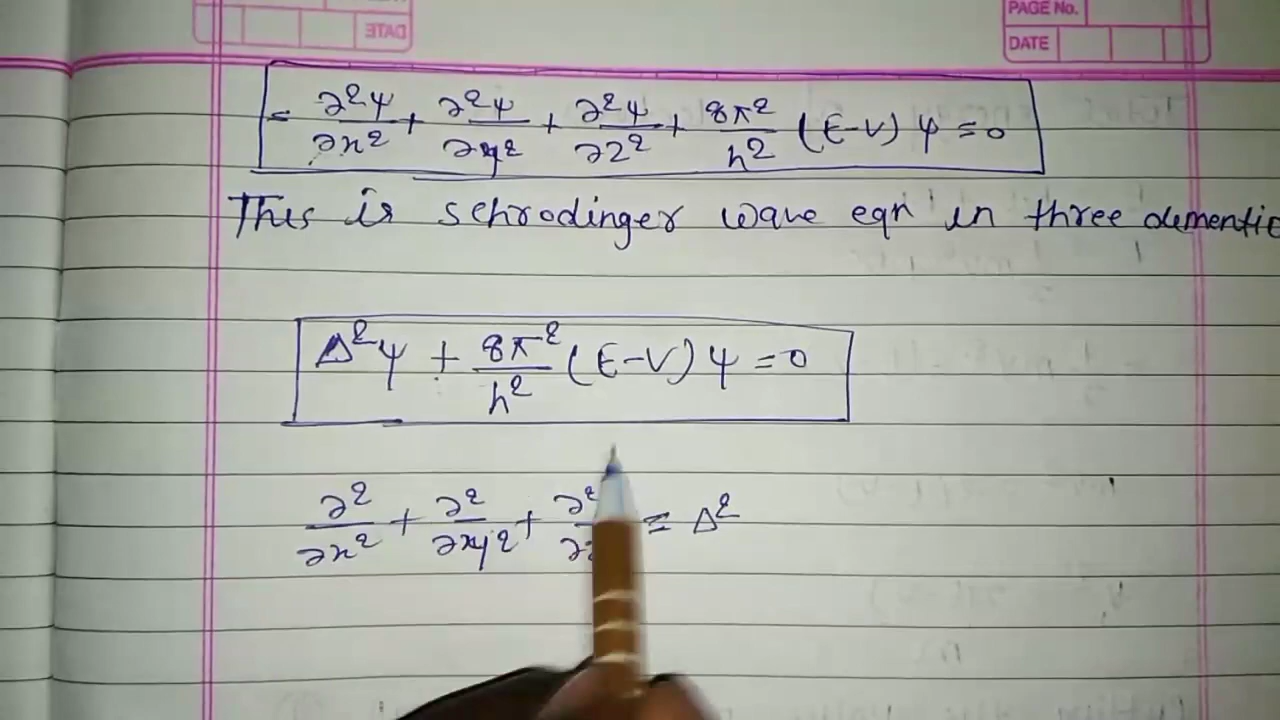 PAGE No.
DATE
DATE
= ∂²ψ/∂x² + ∂²ψ/∂y² + ∂²ψ/∂z² + 8π²/h² (E-V) ψ = 0
This is schrodinger wave eqn in three dementio
Δ²ψ + 8π²/h² (E-V) ψ = 0
∂²/∂x² + ∂²/∂y² + ∂²/∂z = Δ²